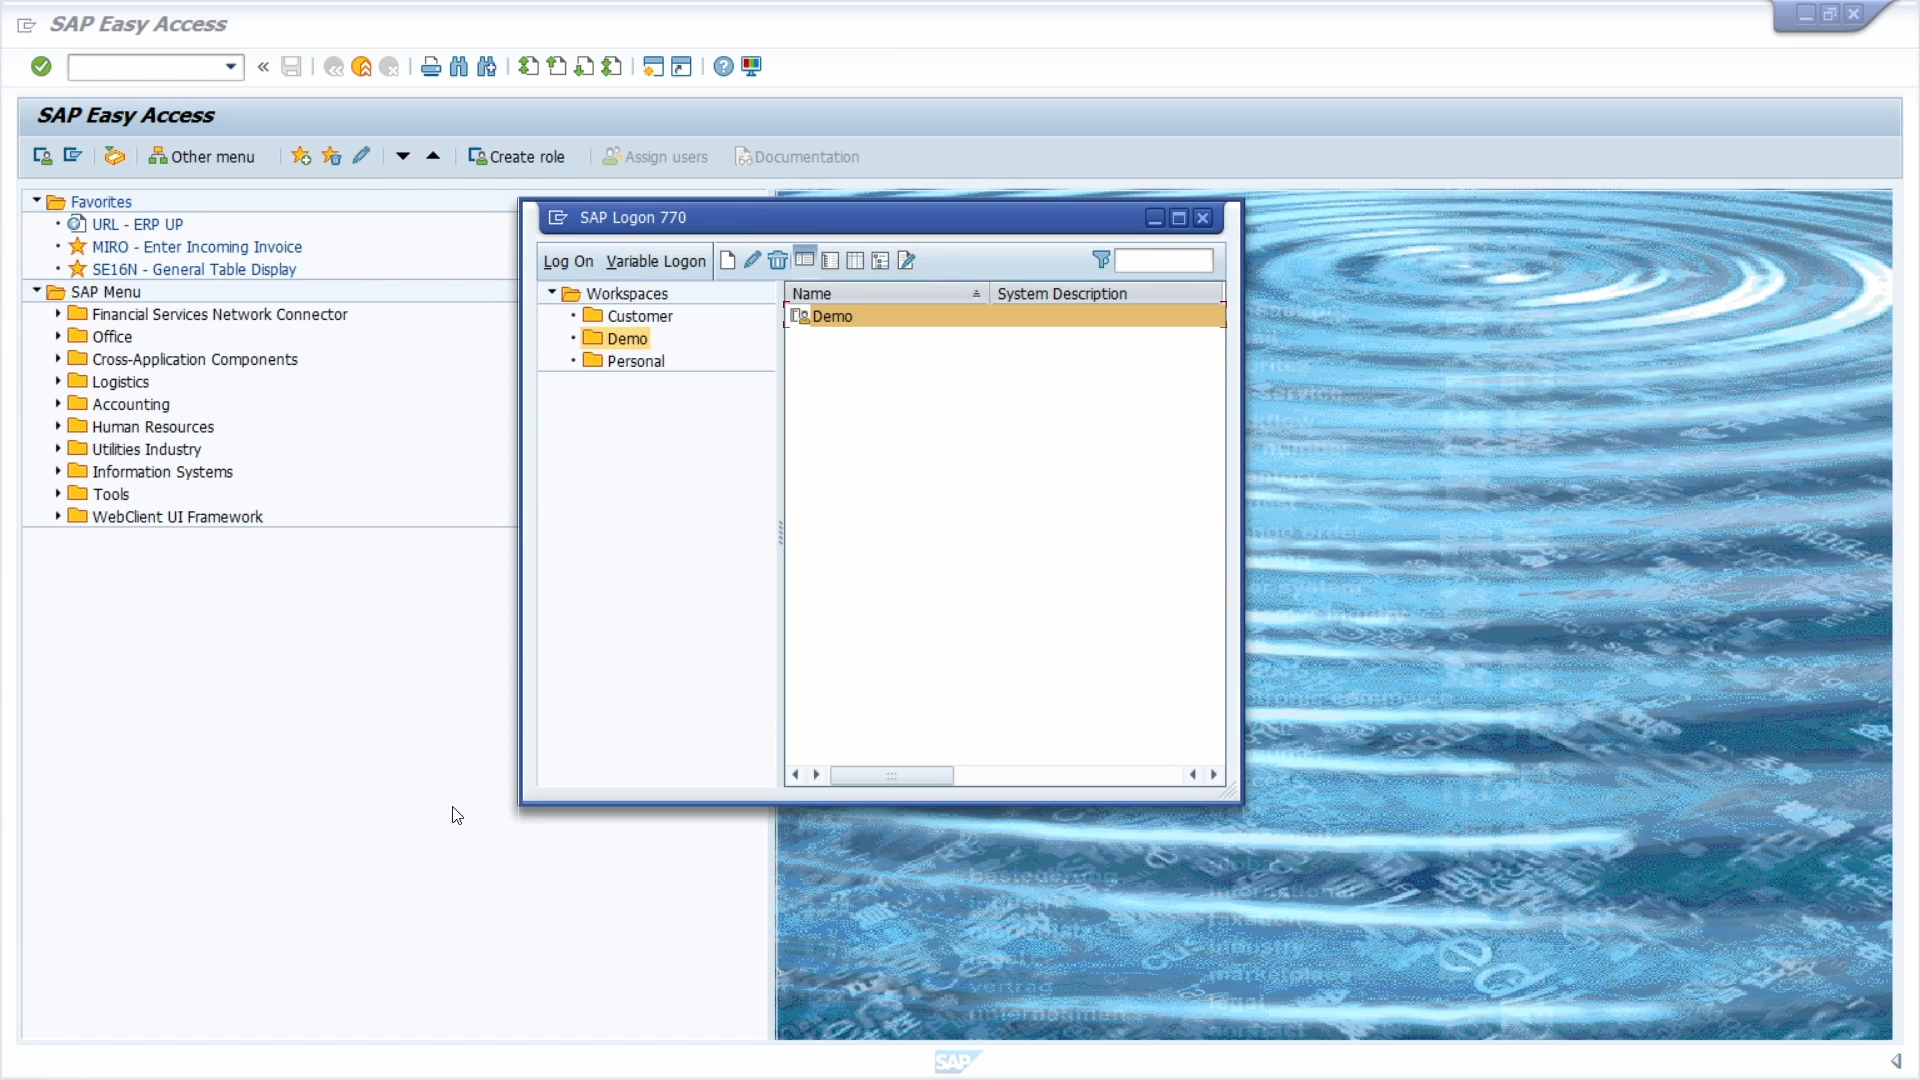 SAP Easy Access
SAP Easy Access
Other menu
Create role
Assign users
Documentation
Favorites
URL - ERP UP
MIRO - Enter Incoming Invoice
SE16N - General Table Display
SAP Menu
Financial Services Network Connector
Office
Cross-Application Components
Logistics
Accounting
Human Resources
Utilities Industry
Information Systems
Tools
WebClient UI Framework
SAP Logon 770
Log On Variable Logon
Workspaces
Customer
Demo
Personal
Name System Description
Demo
vertrag
SAP